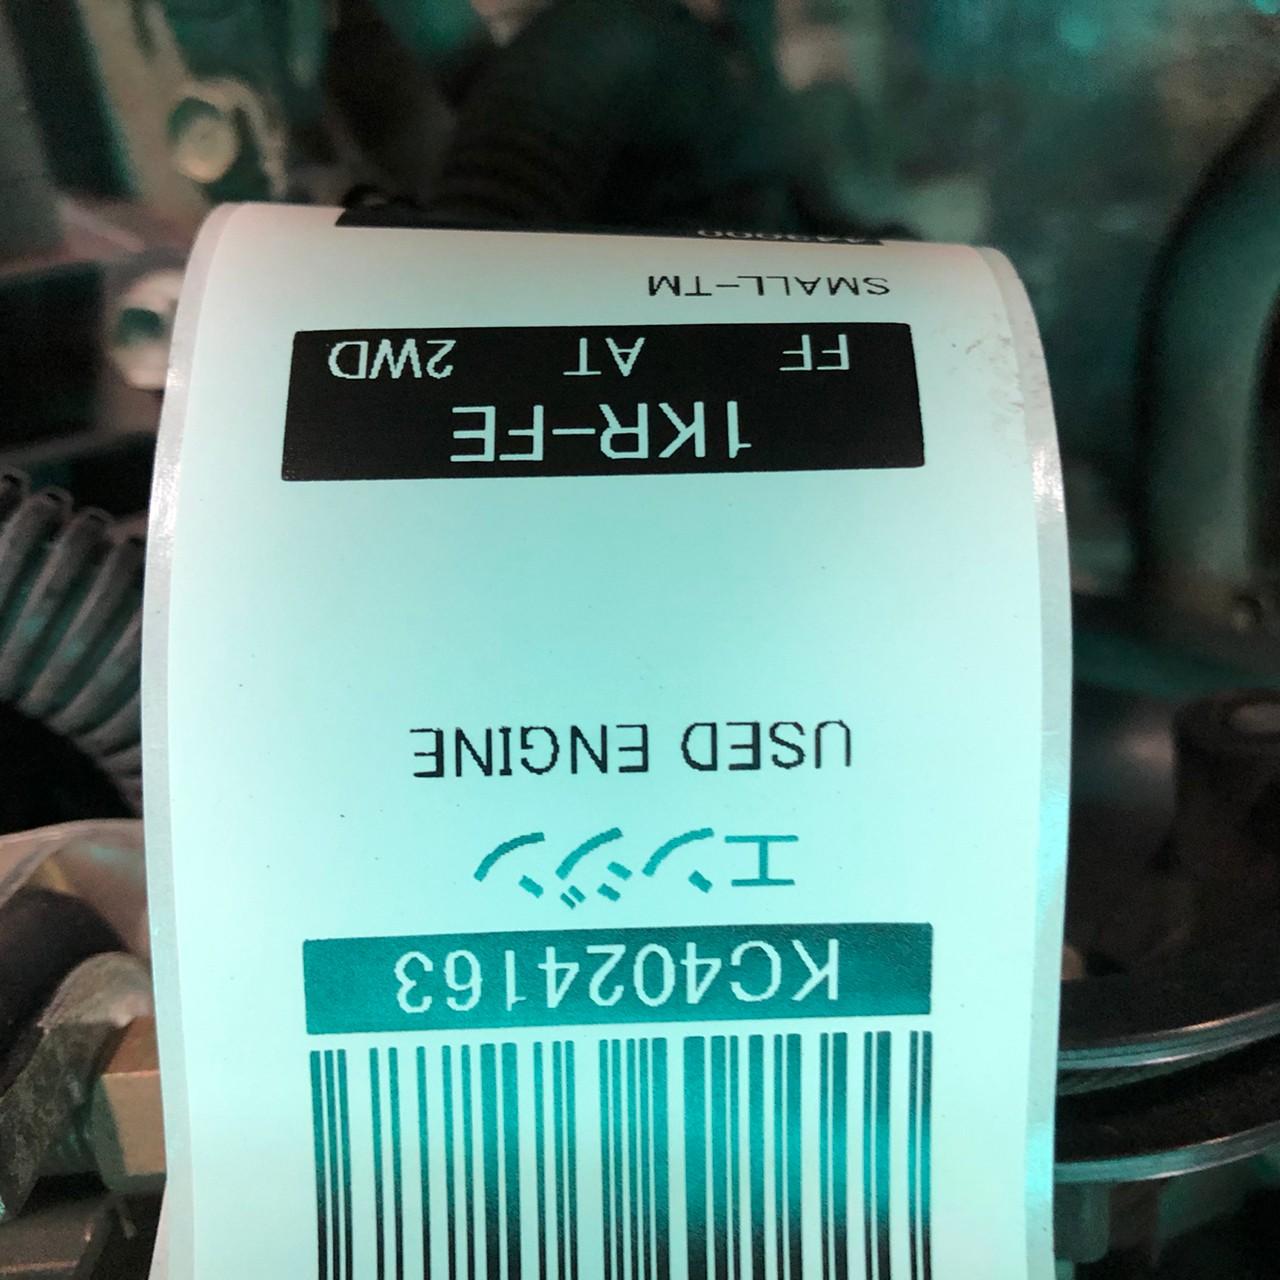 KC4024163
エンジン
USED ENGINE
1KR-FE
FF AT 2WD
SMALL-TM